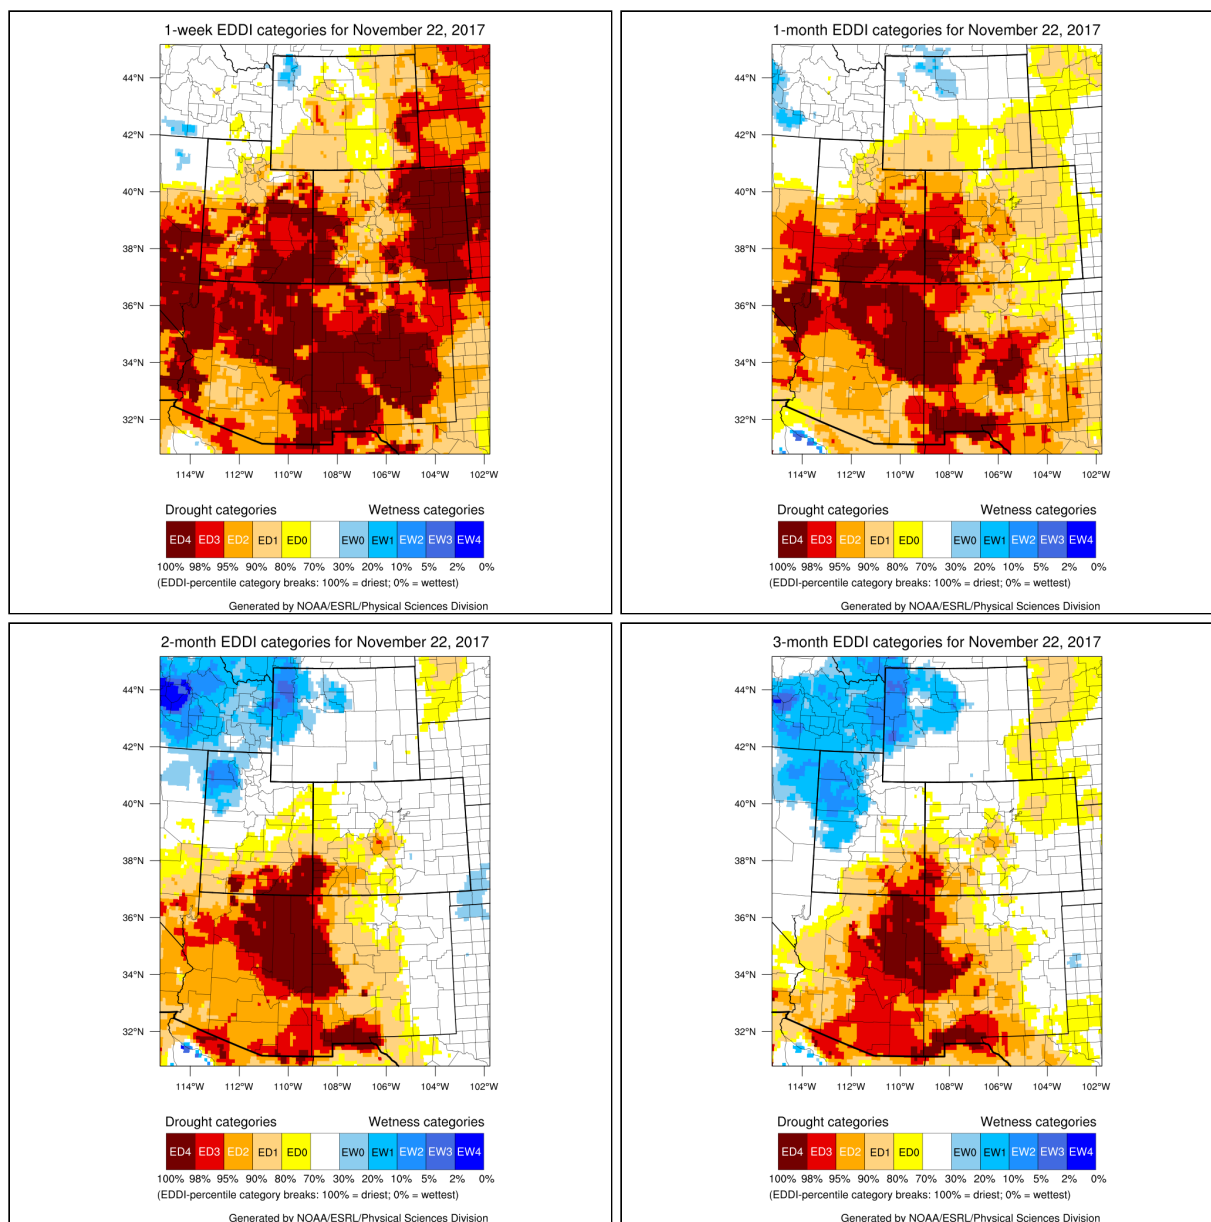 1-week EDDI categories for November 22, 2017
44°N
42°N
40°N
38°N
36°N
34°N
32°N
114°W 112°W 110°W 108°W 106°W 104°W 102°W
Drought categories Wetness categories
ED4 ED3 ED2 ED1 ED0 EW0 EW1 EW2 EW3 EW4
100% 98% 95% 90% 80% 70% 30% 20% 10% 5% 2% 0%
(EDDI-percentile category breaks: 100% = driest; 0% = wettest)
Generated by NOAA/ESRL/Physical Sciences Division
1-month EDDI categories for November 22, 2017
44°N
42°N
40°N
38°N
36°N
34°N
32°N
114°W 112°W 110°W 108°W 106°W 104°W 102°W
Drought categories Wetness categories
ED4 ED3 ED2 ED1 ED0 EW0 EW1 EW2 EW3 EW4
100% 98% 95% 90% 80% 70% 30% 20% 10% 5% 2% 0%
(EDDI-percentile category breaks: 100% = driest; 0% = wettest)
Generated by NOAA/ESRL/Physical Sciences Division
2-month EDDI categories for November 22, 2017
44°N
42°N
40°N
38°N
36°N
34°N
32°N
114°W 112°W 110°W 108°W 106°W 104°W 102°W
Drought categories Wetness categories
ED4 ED3 ED2 ED1 ED0 EW0 EW1 EW2 EW3 EW4
100% 98% 95% 90% 80% 70% 30% 20% 10% 5% 2% 0%
(EDDI-percentile category breaks: 100% = driest; 0% = wettest)
Generated by NOAA/ESRL/Physical Sciences Division
3-month EDDI categories for November 22, 2017
44°N
42°N
40°N
38°N
36°N
34°N
32°N
114°W 112°W 110°W 108°W 106°W 104°W 102°W
Drought categories Wetness categories
ED4 ED3 ED2 ED1 ED0 EW0 EW1 EW2 EW3 EW4
100% 98% 95% 90% 80% 70% 30% 20% 10% 5% 2% 0%
(EDDI-percentile category breaks: 100% = driest; 0% = wettest)
Generated by NOAA/ESRL/Physical Sciences Division